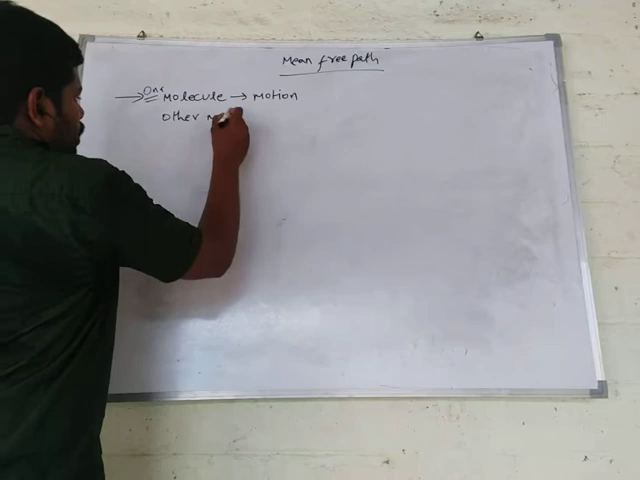 Mean free path
→ One Molecule → Motion
Other